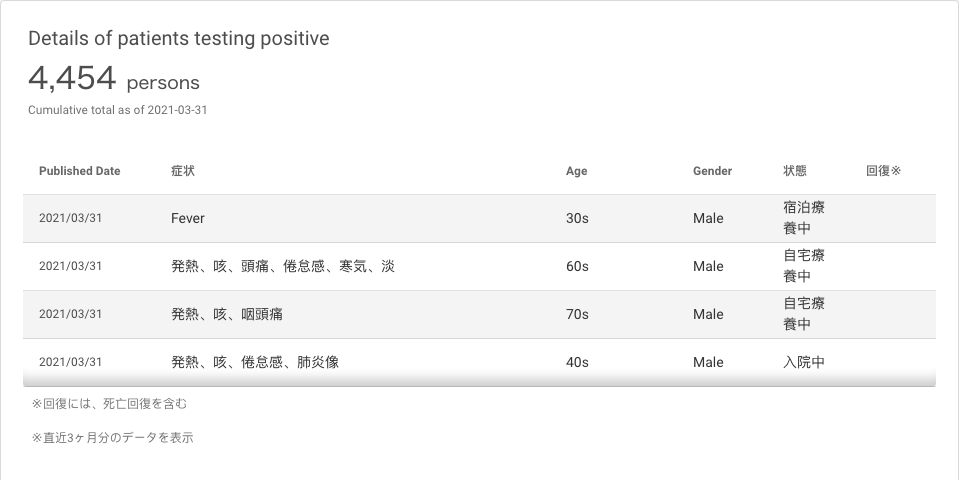 Details of patients testing positive
4,454 persons
Cumulative total as of 2021-03-31
Published Date 症状 Age Gender 状態 回復※
2021/03/31 Fever 30s Male 宿泊療養中
2021/03/31 発熱、咳、頭痛、倦怠感、寒気、淡 60s Male 自宅療養中
2021/03/31 発熱、咳、咽頭痛 70s Male 自宅療養中
2021/03/31 発熱、咳、倦怠感、肺炎像 40s Male 入院中
※回復には、死亡回復を含む
※直近3ヶ月分のデータを表示